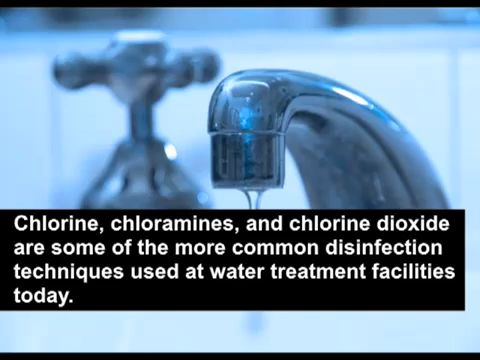 Chlorine, chloramines, and chlorine dioxide
are some of the more common disinfection
techniques used at water treatment facilities
today.